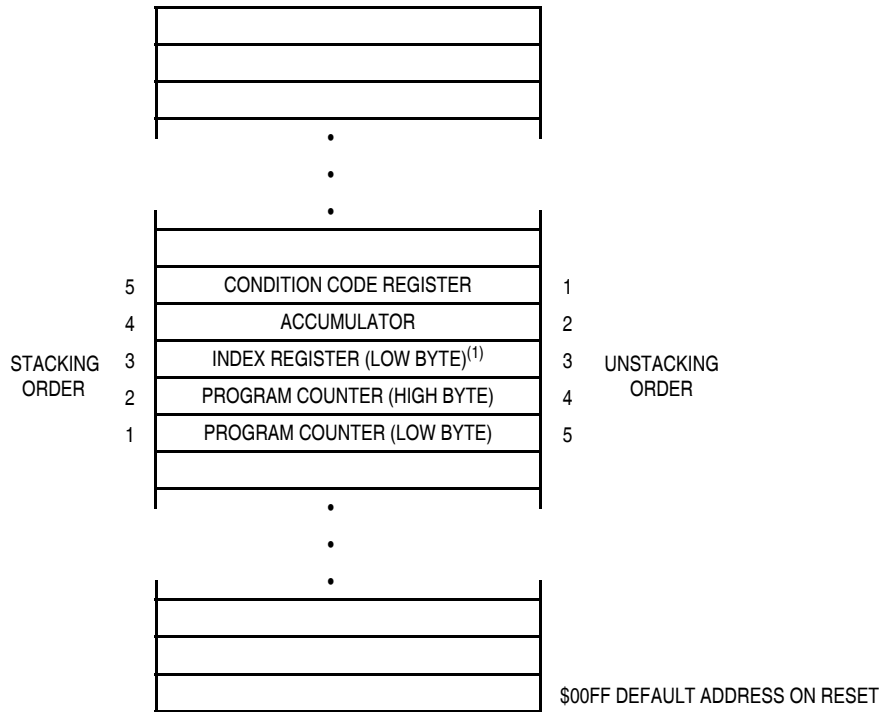 5 CONDITION CODE REGISTER 1
4 ACCUMULATOR 2
STACKING ORDER 3 INDEX REGISTER (LOW BYTE)(1) 3 UNSTACKING ORDER
2 PROGRAM COUNTER (HIGH BYTE) 4
1 PROGRAM COUNTER (LOW BYTE) 5
$00FF DEFAULT ADDRESS ON RESET